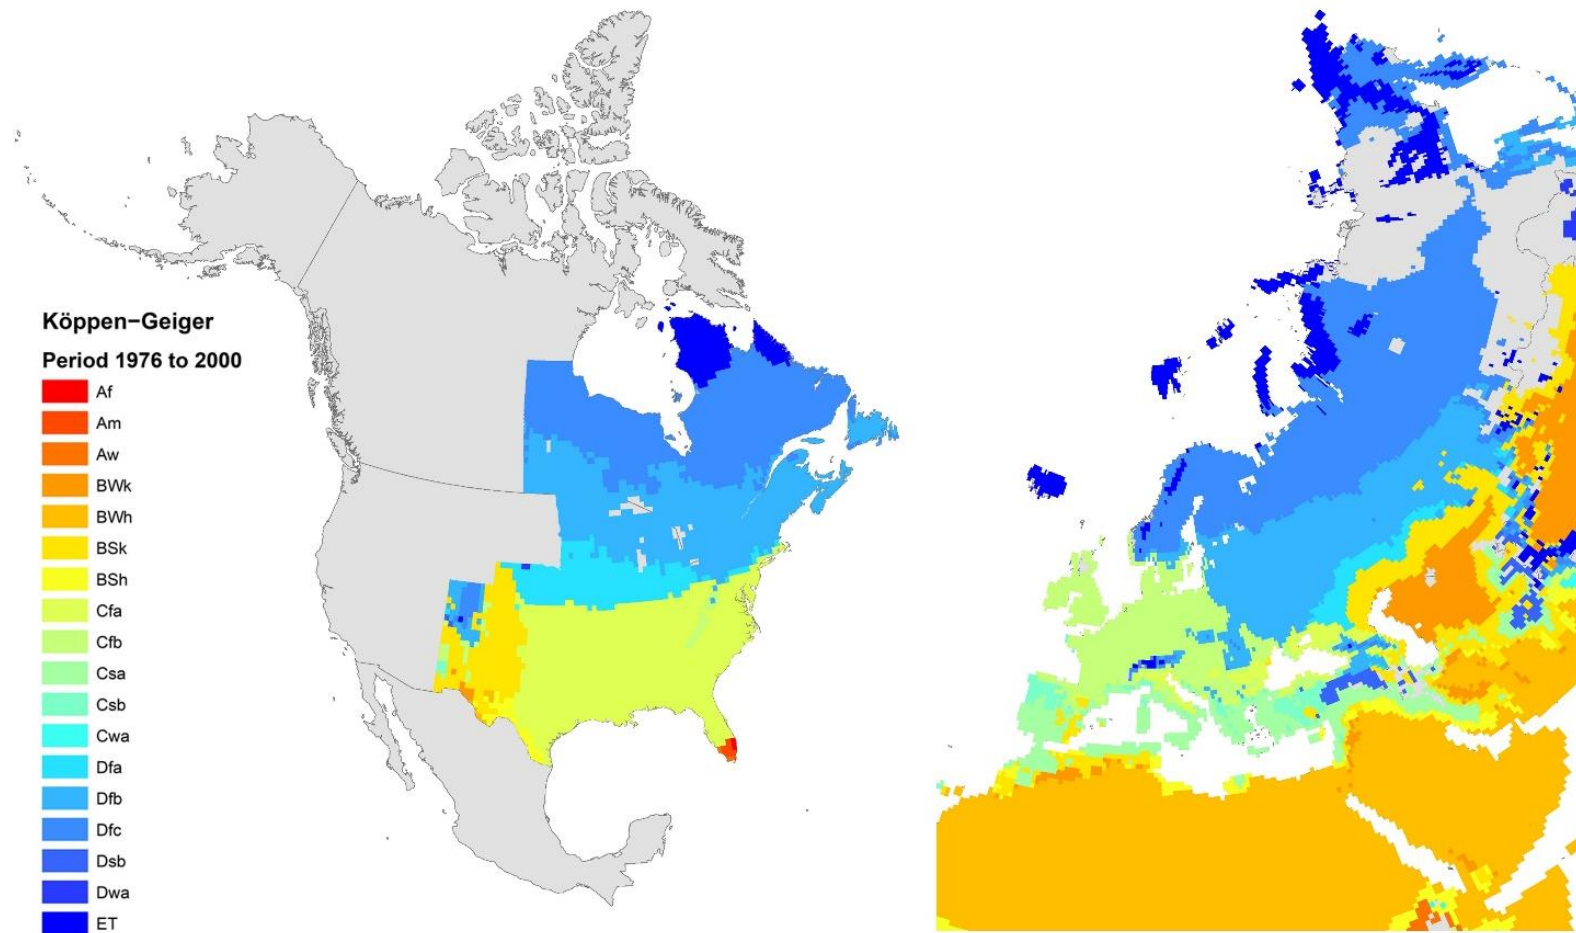 Köppen−Geiger
Period 1976 to 2000
Af
Am
Aw
BWk
BWh
BSk
BSh
Cfa
Cfb
Csa
Csb
Cwa
Dfa
Dfb
Dfc
Dsb
Dwa
ET